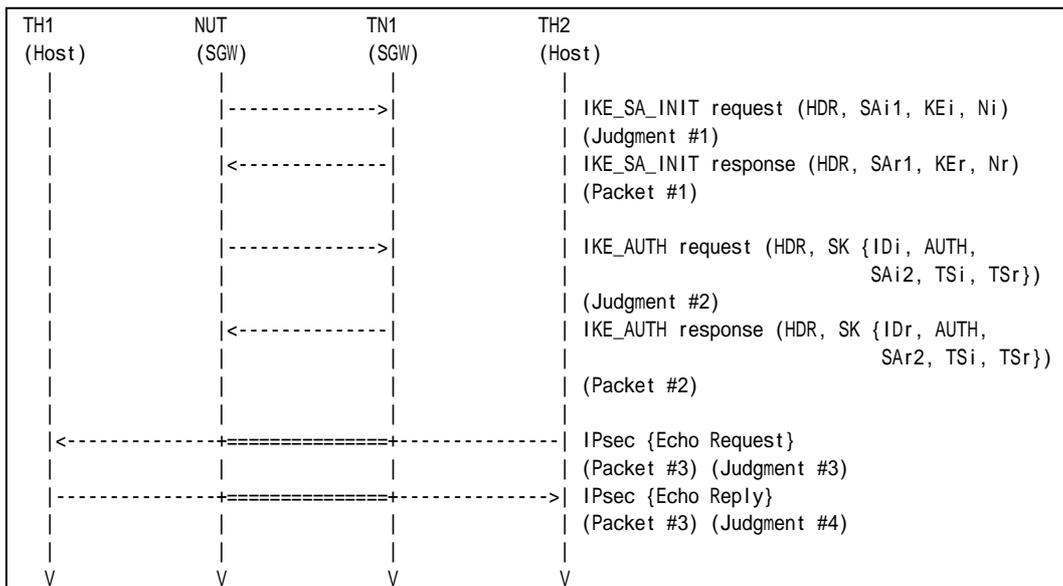 TH1 NUT TN1 TH2
(Host) (SGW) (SGW) (Host)
IKE_SA_INIT request (HDR, SAi1, KEi, Ni)
(Judgment #1)
IKE_SA_INIT response (HDR, SAr1, KEr, Nr)
(Packet #1)
IKE_AUTH request (HDR, SK {IDi, AUTH,
SAi2, TSi, TSr})
(Judgment #2)
IKE_AUTH response (HDR, SK {IDr, AUTH,
SAr2, TSi, TSr})
(Packet #2)
IPsec {Echo Request}
(Packet #3) (Judgment #3)
IPsec {Echo Reply}
(Packet #3) (Judgment #4)
V V V V